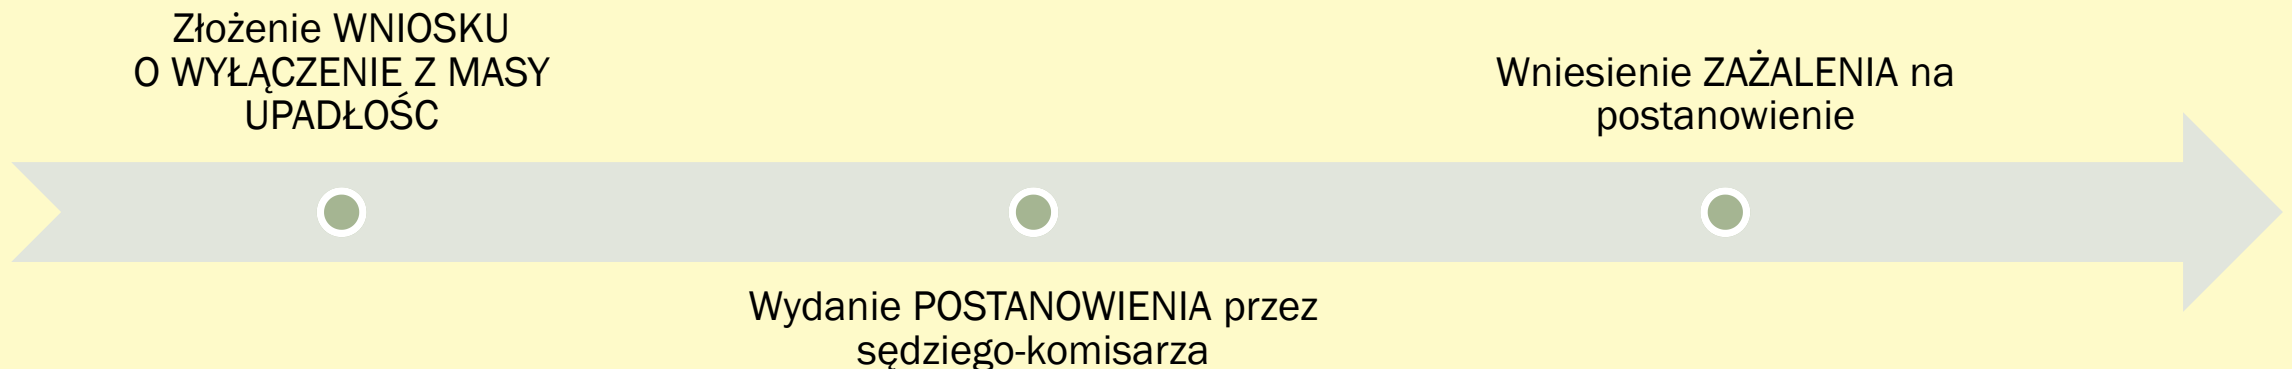 Złożenie WNIOSKU
O WYŁĄCZENIE Z MASY
UPADŁOŚC
Wydanie POSTANOWIENIA przez
sędziego-komisarza
Wniesienie ZAŻALENIA na
postanowienie